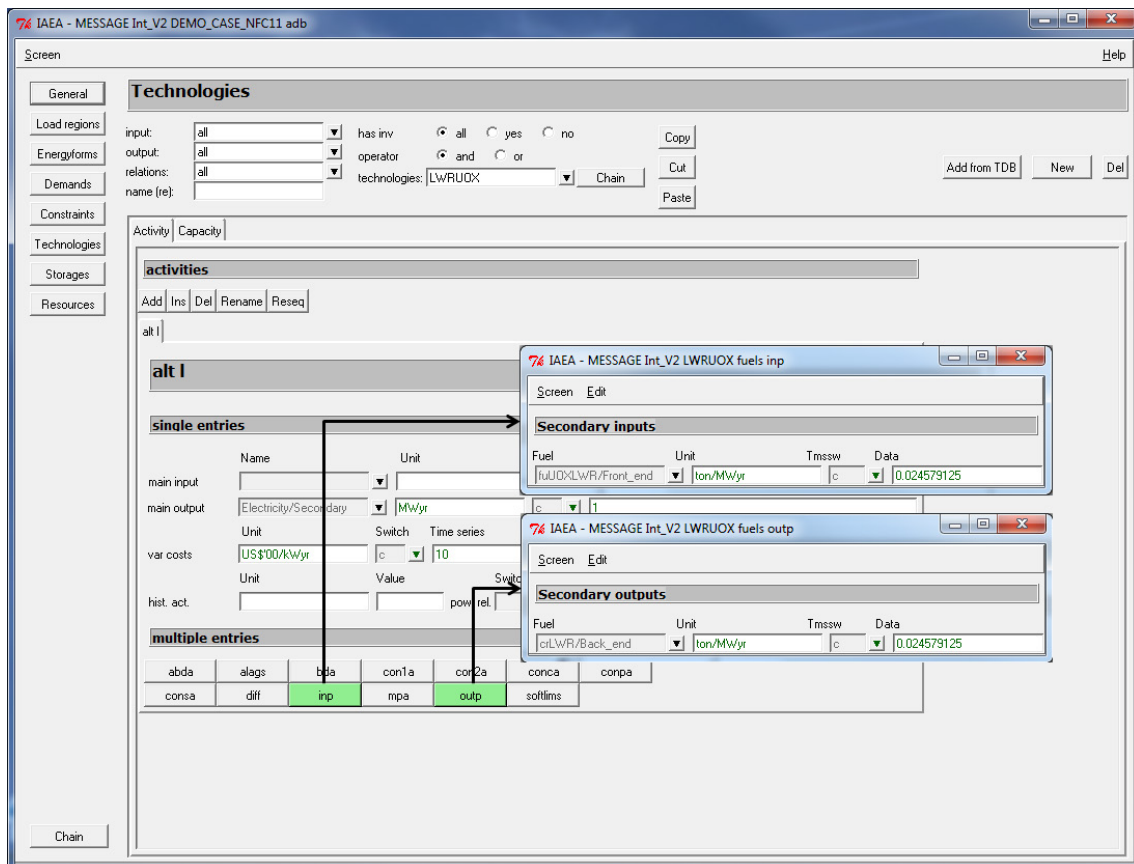 IAEA - MESSAGE Int_V2 DEMO_CASE_NFC11 adb
Screen Help
General
Load regions
Energyforms
Demands
Constraints
Technologies
Storages
Resources
Chain
Technologies
input: all has inv all yes no Copy
output: all operator and or Cut Add from TDB New Del
relations: all technologies: LWRUOX Chain
name (re): Paste
Activity Capacity
activities
Add Ins Del Rename Reseq
alt l
alt l
single entries
Name Unit
main input
main output Electricity/Secondary MWyr c 1
Unit Switch Time series
var costs US$'00/kWyr c 10
Unit Value Switc
hist. act. pow. rel.
multiple entries
abda alags bda con1a con2a conca conpa
consa diff inp mpa outp softlims
IAEA - MESSAGE Int_V2 LWRUOX fuels inp
Screen Edit
Secondary inputs
Fuel Unit Tmssw Data
fuUOXLWR/Front_end ton/MWyr c 0.024579125
IAEA - MESSAGE Int_V2 LWRUOX fuels outp
Screen Edit
Secondary outputs
Fuel Unit Tmssw Data
crLWR/Back_end ton/MWyr c 0.024579125